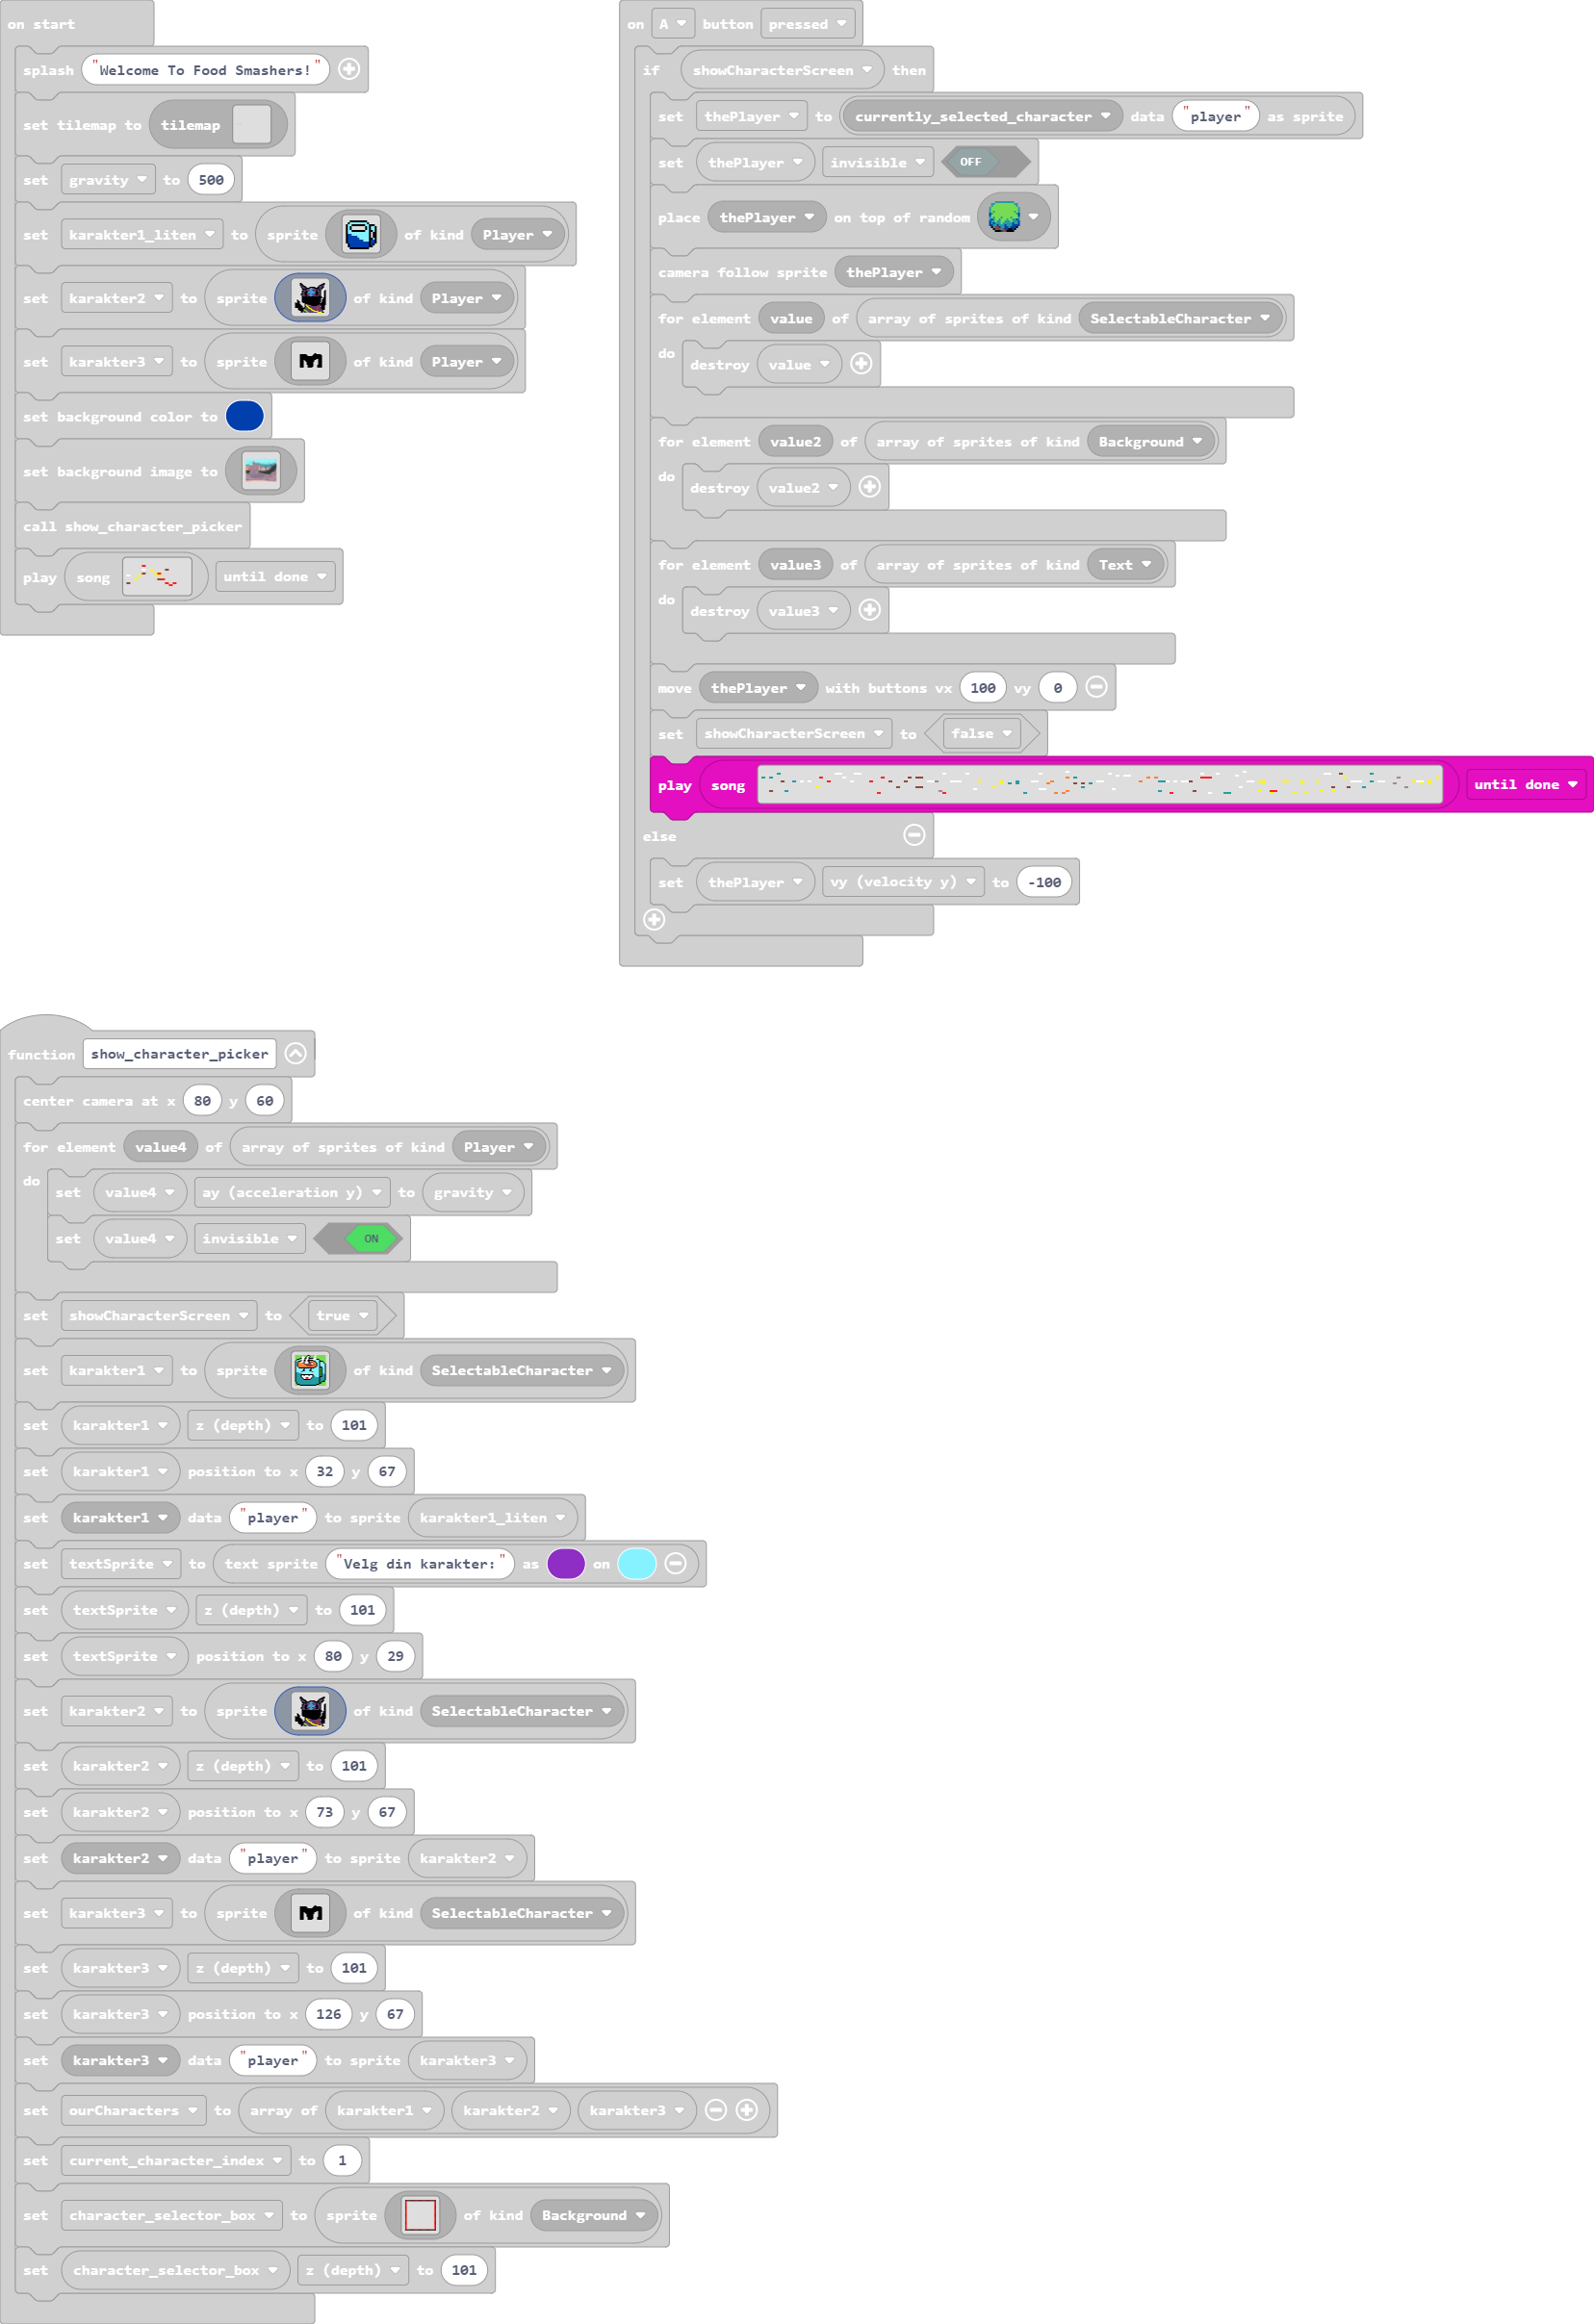 on start
splash "Welcome To Food Smashers!"
set tilemap to tilemap
set gravity to 500
set karakter1_liten to sprite of kind Player
set karakter2 to sprite of kind Player
set karakter3 to sprite of kind Player
set background color to
set background image to
call show_character_picker
play song until done
on A button pressed
if showCharacterScreen then
set thePlayer to currently_selected_character data "player" as sprite
set thePlayer invisible OFF
place thePlayer on top of random
camera follow sprite thePlayer
for element value of array of sprites of kind SelectableCharacter
do
destroy value
for element value2 of array of sprites of kind Background
do
destroy value2
for element value3 of array of sprites of kind Text
do
destroy value3
move thePlayer with buttons vx 100 vy 0
set showCharacterScreen to false
play song until done
else
set thePlayer vy (velocity y) to -100
function show_character_picker
center camera at x 80 y 60
for element value4 of array of sprites of kind Player
do
set value4 ay (acceleration y) to gravity
set value4 invisible ON
set showCharacterScreen to true
set karakter1 to sprite of kind SelectableCharacter
set karakter1 z (depth) to 101
set karakter1 position to x 32 y 67
set karakter1 data "player" to sprite karakter1_liten
set textSprite to text sprite "Velg din karakter:" as on
set textSprite z (depth) to 101
set textSprite position to x 80 y 29
set karakter2 to sprite of kind SelectableCharacter
set karakter2 z (depth) to 101
set karakter2 position to x 73 y 67
set karakter2 data "player" to sprite karakter2
set karakter3 to sprite of kind SelectableCharacter
set karakter3 z (depth) to 101
set karakter3 position to x 126 y 67
set karakter3 data "player" to sprite karakter3
set ourCharacters to array of karakter1 karakter2 karakter3
set current_character_index to 1
set character_selector_box to sprite of kind Background
set character_selector_box z (depth) to 101